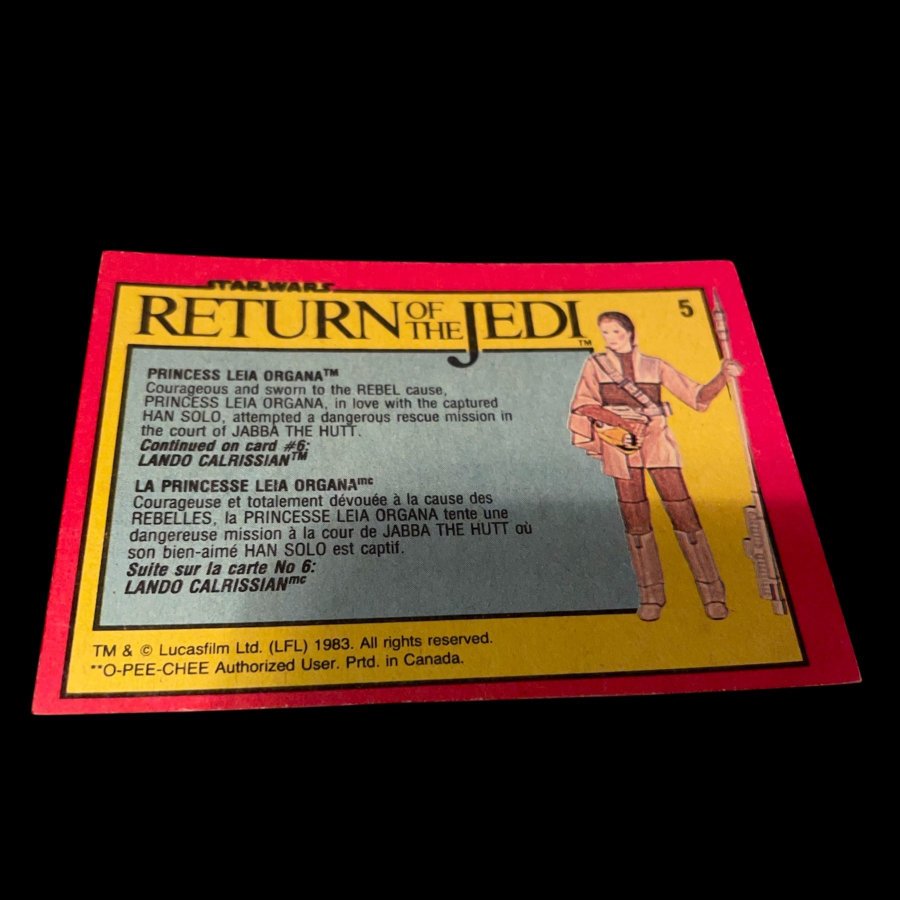 STAR WARS
RETURN OF THE JEDI™
5
PRINCESS LEIA ORGANA™
Courageous and sworn to the REBEL cause,
PRINCESS LEIA ORGANA, in love with the captured
HAN SOLO, attempted a dangerous rescue mission in
the court of JABBA THE HUTT.
Continued on card #6:
LANDO CALRISSIAN™
LA PRINCESSE LEIA ORGANAmc
Courageuse et totalement dévouée à la cause des
REBELLES, la PRINCESSE LEIA ORGANA tente une
dangereuse mission à la cour de JABBA THE HUTT où
son bien-aimé HAN SOLO est captif.
Suite sur la carte No 6:
LANDO CALRISSIANmc
TM & © Lucasfilm Ltd. (LFL) 1983. All rights reserved.
**O-PEE-CHEE Authorized User. Prtd. in Canada.